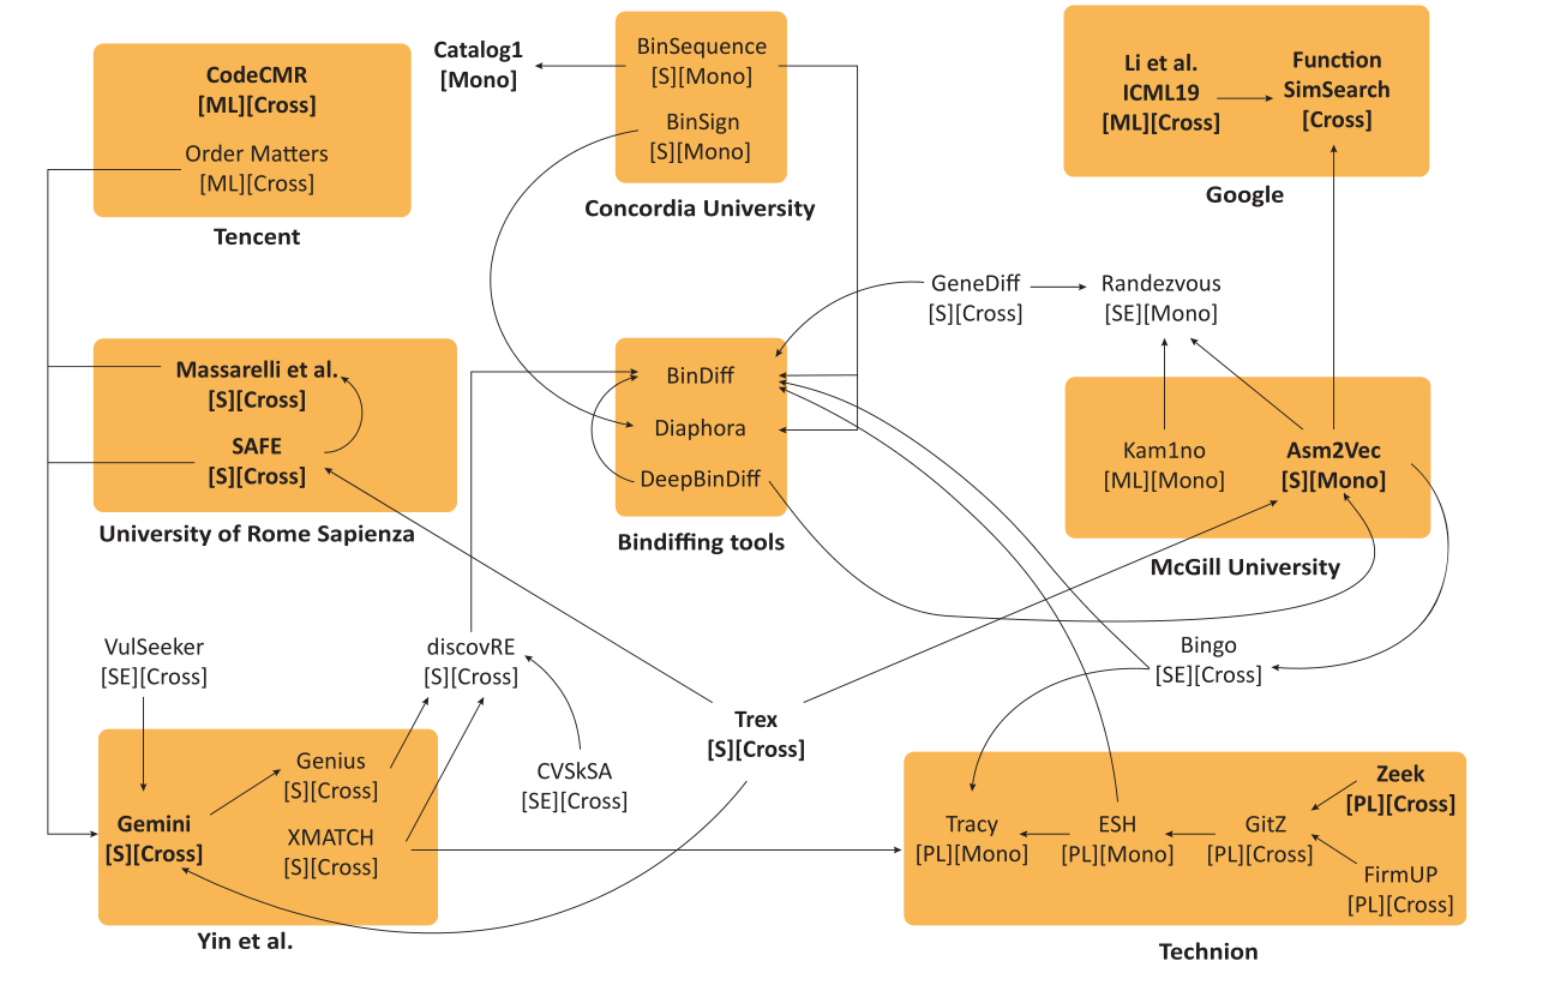 CodeCMR
[ML][Cross]
Order Matters
[ML][Cross]
Tencent
Catalog1
[Mono]
BinSequence
[S][Mono]
BinSign
[S][Mono]
Concordia University
Li et al.
ICML19
[ML][Cross]
Function
SimSearch
[Cross]
Google
GeneDiff
[S][Cross]
Randezvous
[SE][Mono]
Massarelli et al.
[S][Cross]
SAFE
[S][Cross]
University of Rome Sapienza
BinDiff
Diaphora
DeepBinDiff
Bindiffing tools
Kam1no
[ML][Mono]
Asm2Vec
[S][Mono]
McGill University
VulSeeker
[SE][Cross]
discovRE
[S][Cross]
Bingo
[SE][Cross]
Trex
[S][Cross]
CVSkSA
[SE][Cross]
Genius
[S][Cross]
Gemini
[S][Cross]
XMATCH
[S][Cross]
Yin et al.
Zeek
[PL][Cross]
Tracy
[PL][Mono]
ESH
[PL][Mono]
GitZ
[PL][Cross]
FirmUP
[PL][Cross]
Technion